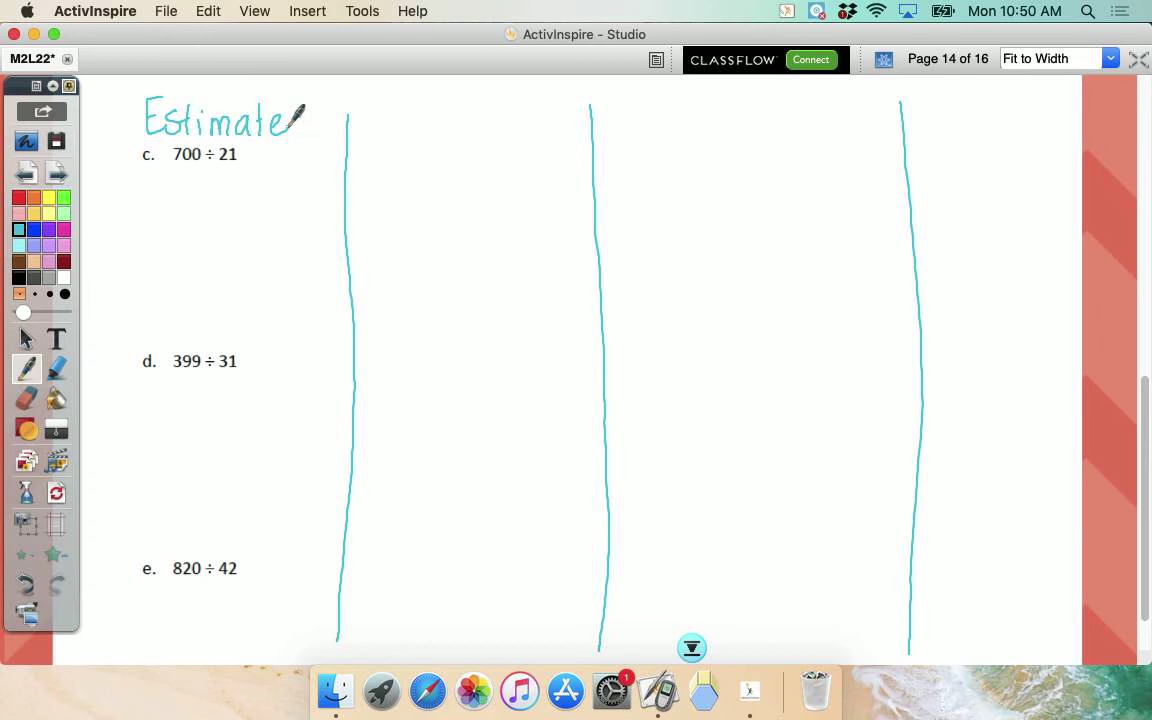 ActivInspire File Edit View Insert Tools Help Mon 10:50 AM
ActivInspire - Studio
M2L22* CLASSFLOW Connect Page 14 of 16 Fit to Width
Estimate
c. 700 ÷ 21
T
d. 399 ÷ 31
e. 820 ÷ 42
1